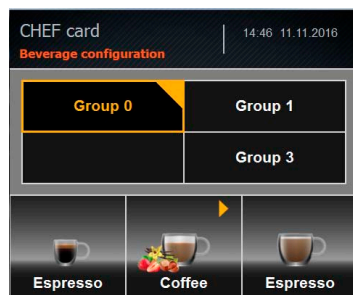 CHEF card
14:46 11.11.2016
Beverage configuration
Group 0
Group 1
Group 3
Espresso
Coffee
Espresso